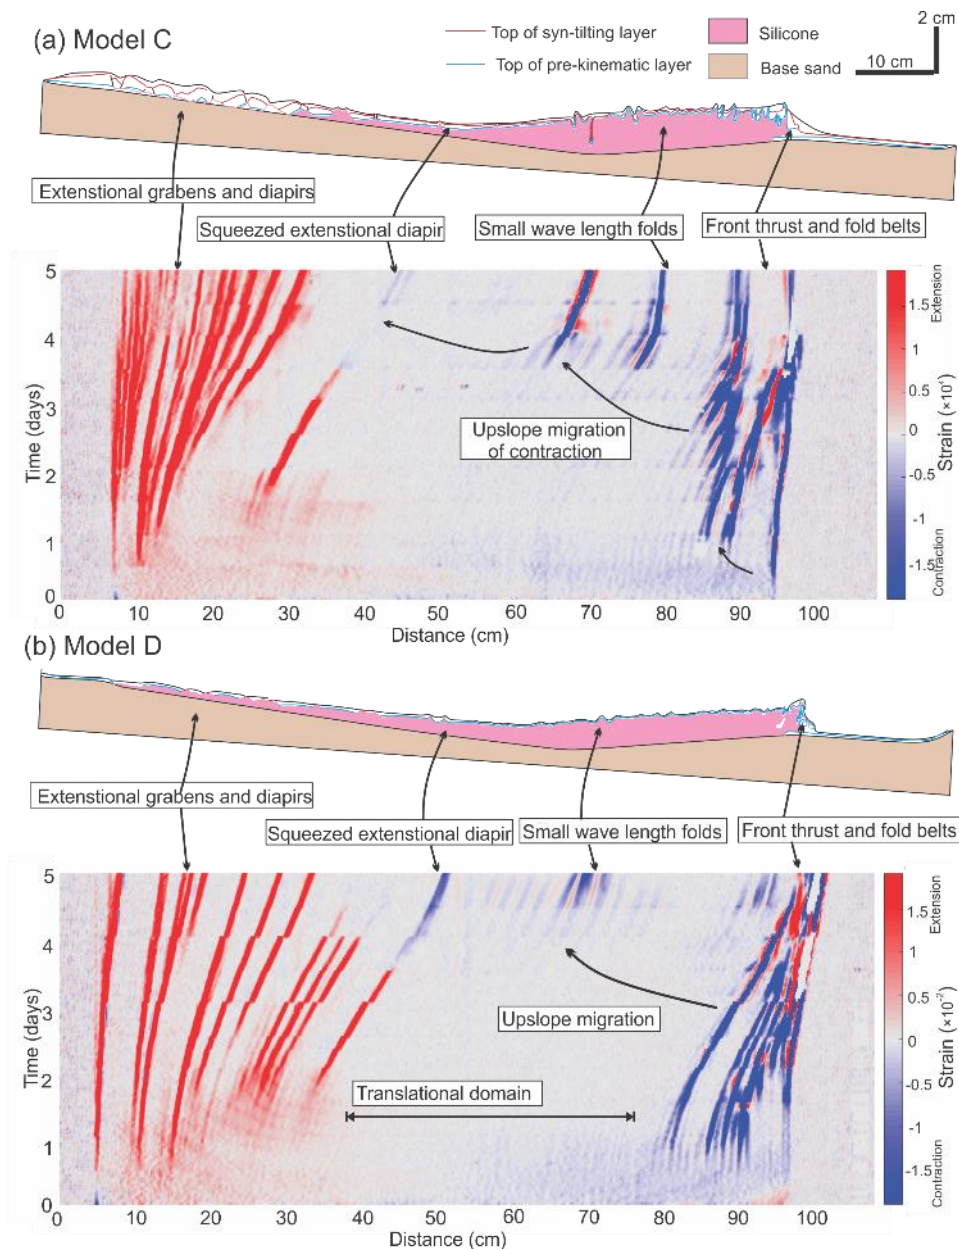 (a) Model C
Top of syn-tilting layer
Top of pre-kinematic layer
Silicone
Base sand
2 cm
10 cm
Extenstional grabens and diapirs
Squeezed extenstional diapir
Small wave length folds
Front thrust and fold belts
Upslope migration
of contraction
Time (days)
5
4
3
2
1
0
0 10 20 30 40 50 60 70 80 90 100
Distance (cm)
Extension
1.5
1
0.5
0
-0.5
-1
-1.5
Contraction
Strain (×10⁻¹)
(b) Model D
Extenstional grabens and diapirs
Squeezed extenstional diapir
Small wave length folds
Front thrust and fold belts
Upslope migration
Translational domain
Time (days)
5
4
3
2
1
0
0 10 20 30 40 50 60 70 80 90 100
Distance (cm)
Extension
1.5
1
0.5
0
-0.5
-1
-1.5
Contraction
Strain (×10⁻²)